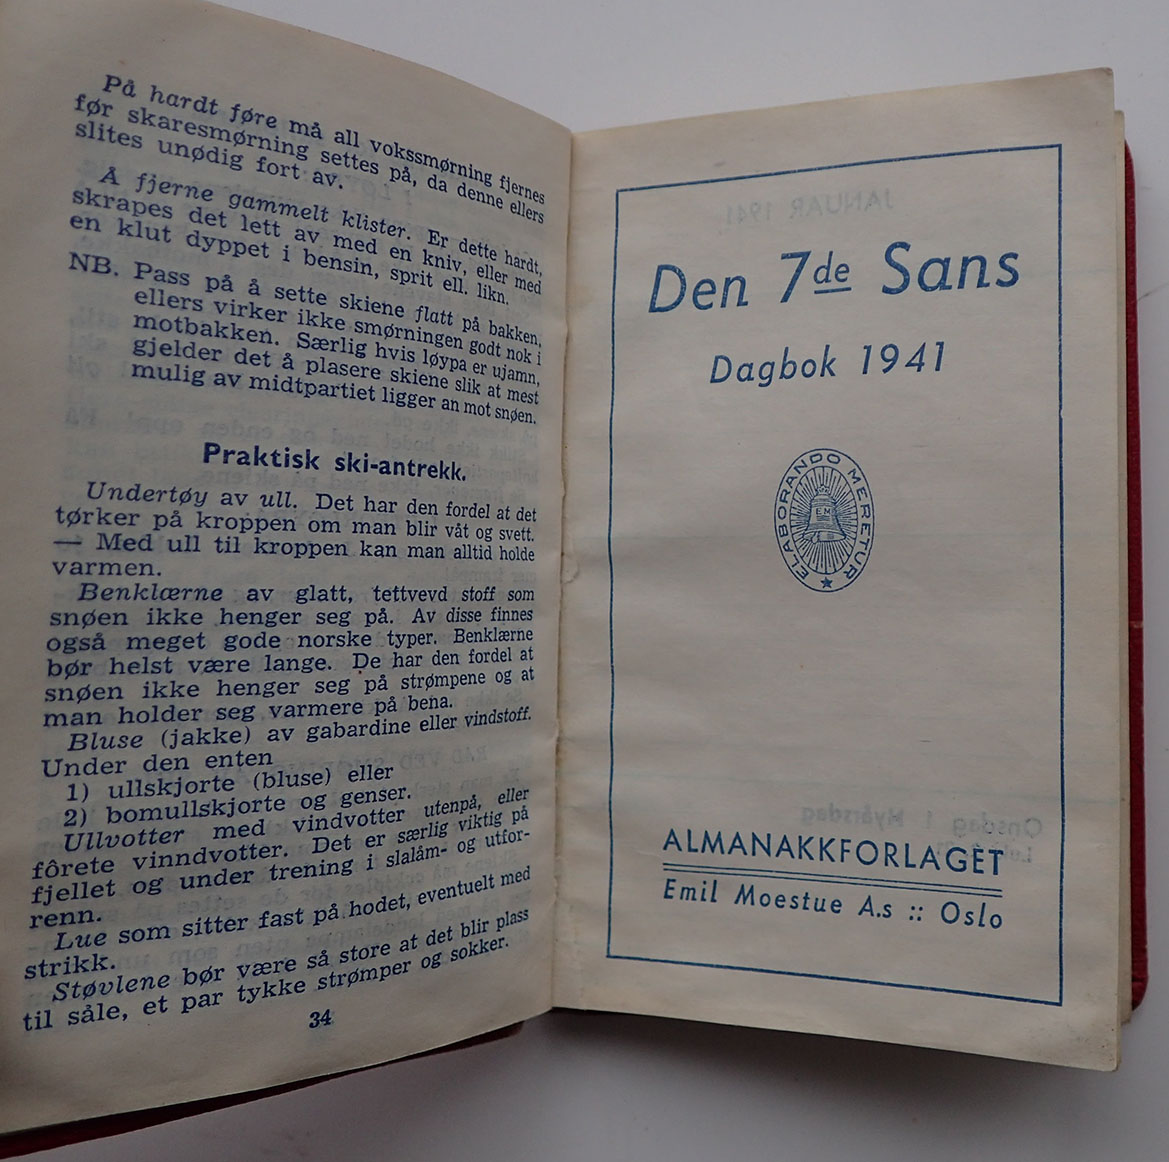 På hardt føre må all vokssmørning fjernes
før skaresmørning settes på, da denne ellers
slites unødig fort av.
Å fjerne gammelt klister. Er dette hardt,
skrapes det lett av med en kniv, eller med
en klut dyppet i bensin, sprit ell. likn.
NB. Pass på å sette skiene flatt på bakken,
ellers virker ikke smørningen godt nok i
motbakken. Særlig hvis løypa er ujamn,
gjelder det å plasere skiene slik at mest
mulig av midtpartiet ligger an mot snøen.
Praktisk ski-antrekk.
Undertøy av ull. Det har den fordel at det
tørker på kroppen om man blir våt og svett.
— Med ull til kroppen kan man alltid holde
varmen.
Benklærne av glatt, tettvevd stoff som
snøen ikke henger seg på. Av disse finnes
også meget gode norske typer. Benklærne
bør helst være lange. De har den fordel at
snøen ikke henger seg på strømpene og at
man holder seg varmere på bena.
Bluse (jakke) av gabardine eller vindstoff.
Under den enten
1) ullskjorte (bluse) eller
2) bomullskjorte og genser.
Ullvotter med vindvotter utenpå, eller
fôrete vinndvotter. Det er særlig viktig på
fjellet og under trening i slalåm- og utfor-
renn.
Lue som sitter fast på hodet, eventuelt med
strikk.
Støvlene bør være så store at det blir plass
til såle, et par tykke strømper og sokker.
34
Den 7de Sans
Dagbok 1941
ELABORANDO MERETUR
EM
ALMANAKKFORLAGET
Emil Moestue A.s :: Oslo